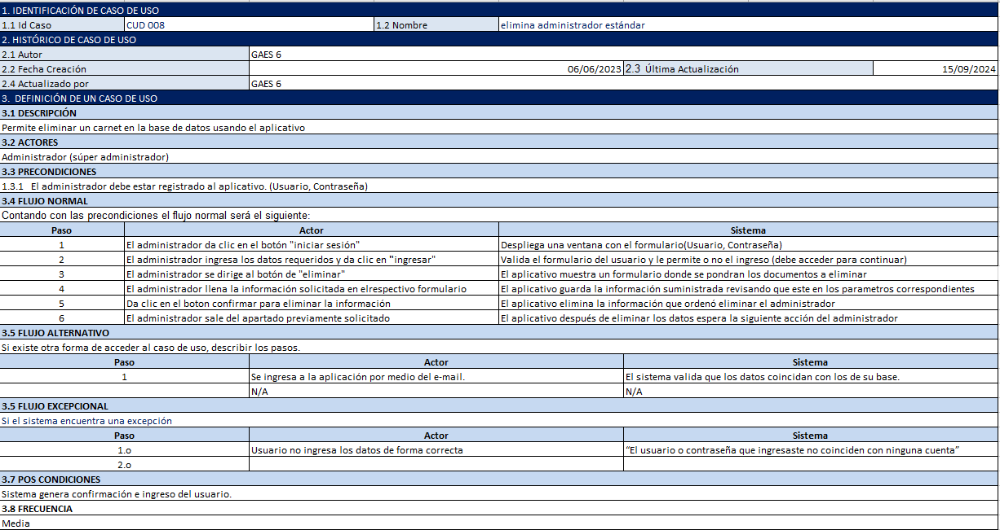 1. IDENTIFICACIÓN DE CASO DE USO
1.1 Id Caso CUD 008 1.2 Nombre elimina administrador estándar
2. HISTÓRICO DE CASO DE USO
2.1 Autor GAES 6
2.2 Fecha Creación 06/06/2023 2.3 Última Actualización 15/09/2024
2.4 Actualizado por GAES 6
3. DEFINICIÓN DE UN CASO DE USO
3.1 DESCRIPCIÓN
Permite eliminar un carnet en la base de datos usando el aplicativo
3.2 ACTORES
Administrador (súper administrador)
3.3 PRECONDICIONES
1.3.1 El administrador debe estar registrado al aplicativo. (Usuario, Contraseña)
3.4 FLUJO NORMAL
Contando con las precondiciones el flujo normal será el siguiente:
Paso Actor Sistema
1 El administrador da clic en el botón "iniciar sesión" Despliega una ventana con el formulario(Usuario, Contraseña)
2 El administrador ingresa los datos requeridos y da clic en "ingresar" Valida el formulario del usuario y le permite o no el ingreso (debe acceder para continuar)
3 El administrador se dirige al botón de "eliminar" El aplicativo muestra un formulario donde se pondran los documentos a eliminar
4 El administrador llena la información solicitada en elrespectivo formulario El aplicativo guarda la información suministrada revisando que este en los parametros correspondientes
5 Da clic en el boton confirmar para eliminar la información El aplicativo elimina la información que ordenó eliminar el administrador
6 El administrador sale del apartado previamente solicitado El aplicativo después de eliminar los datos espera la siguiente acción del administrador
3.5 FLUJO ALTERNATIVO
Si existe otra forma de acceder al caso de uso, describir los pasos.
Paso Actor Sistema
1 Se ingresa a la aplicación por medio del e-mail. El sistema valida que los datos coincidan con los de su base.
N/A N/A
3.5 FLUJO EXCEPCIONAL
Si el sistema encuentra una excepción
Paso Actor Sistema
1.o Usuario no ingresa los datos de forma correcta “El usuario o contraseña que ingresaste no coinciden con ninguna cuenta”
2.o
3.7 POS CONDICIONES
Sistema genera confirmación e ingreso del usuario.
3.8 FRECUENCIA
Media